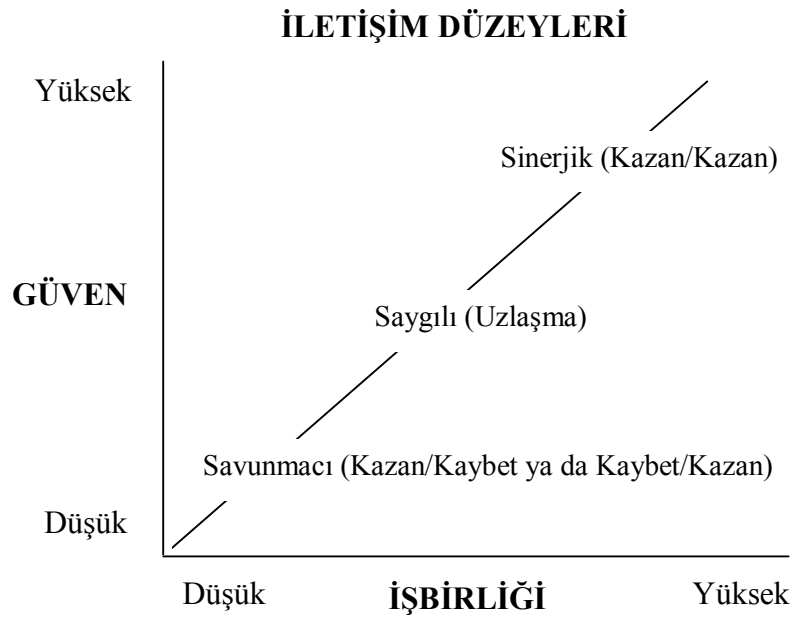 İLETİŞİM DÜZEYLERİ
Yüksek
Sinerjik (Kazan/Kazan)
GÜVEN
Saygılı (Uzlaşma)
Savunmacı (Kazan/Kaybet ya da Kaybet/Kazan)
Düşük
Düşük
İŞBİRLİĞİ
Yüksek